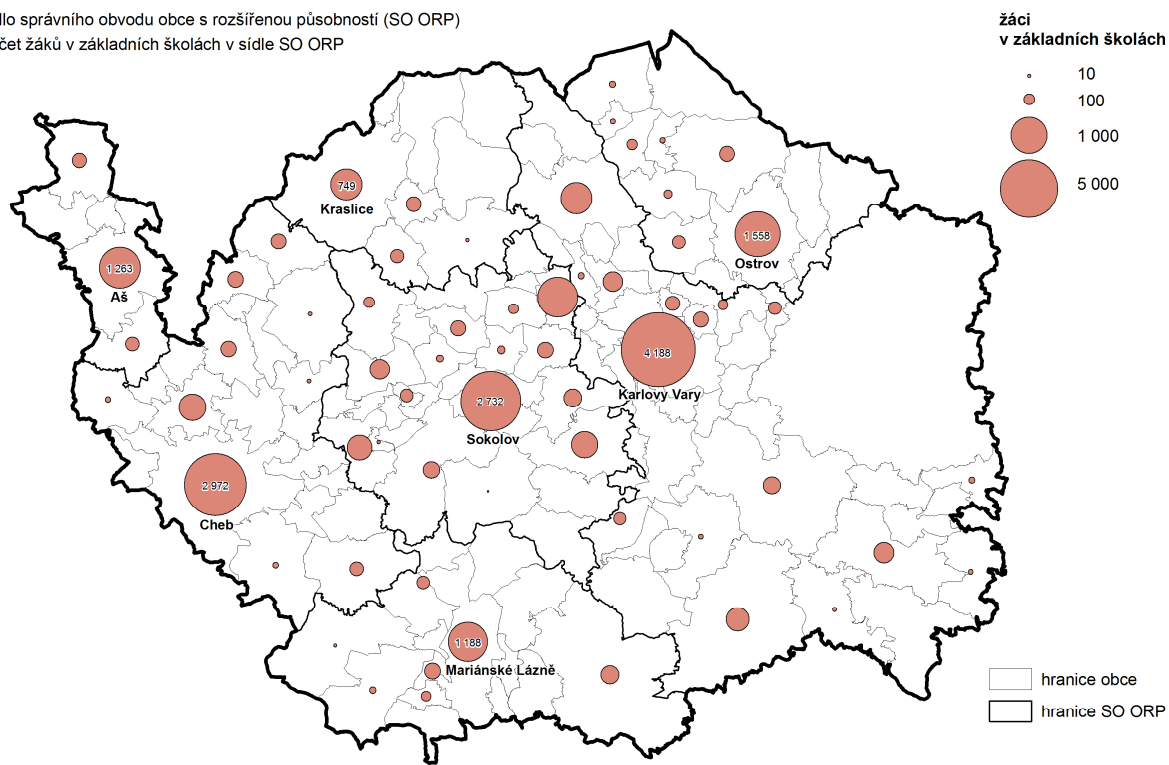 dlo správního obvodu obce s rozšířenou působností (SO ORP)
čet žáků v základních školách v sídle SO ORP
žáci
v základních školách
10
100
1 000
5 000
749
Kraslice
1 558
Ostrov
1 263
Aš
4 188
Karlovy Vary
2 732
Sokolov
2 972
Cheb
1 188
Mariánské Lázně
hranice obce
hranice SO ORP